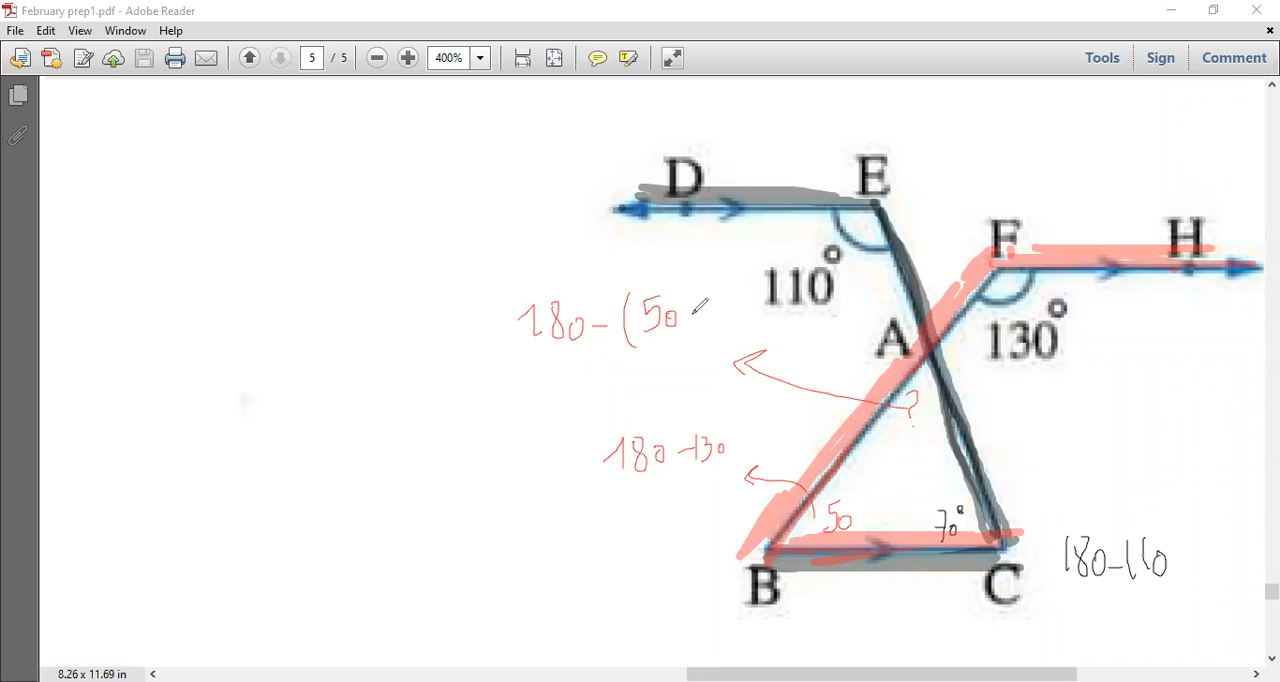 February prep1.pdf - Adobe Reader
File Edit View Window Help
5 / 5 400% Tools Sign Comment
D E
F H
110°
A 130°
180-(50
?
180-130
50 70°
B C 180-110
8.26 x 11.69 in